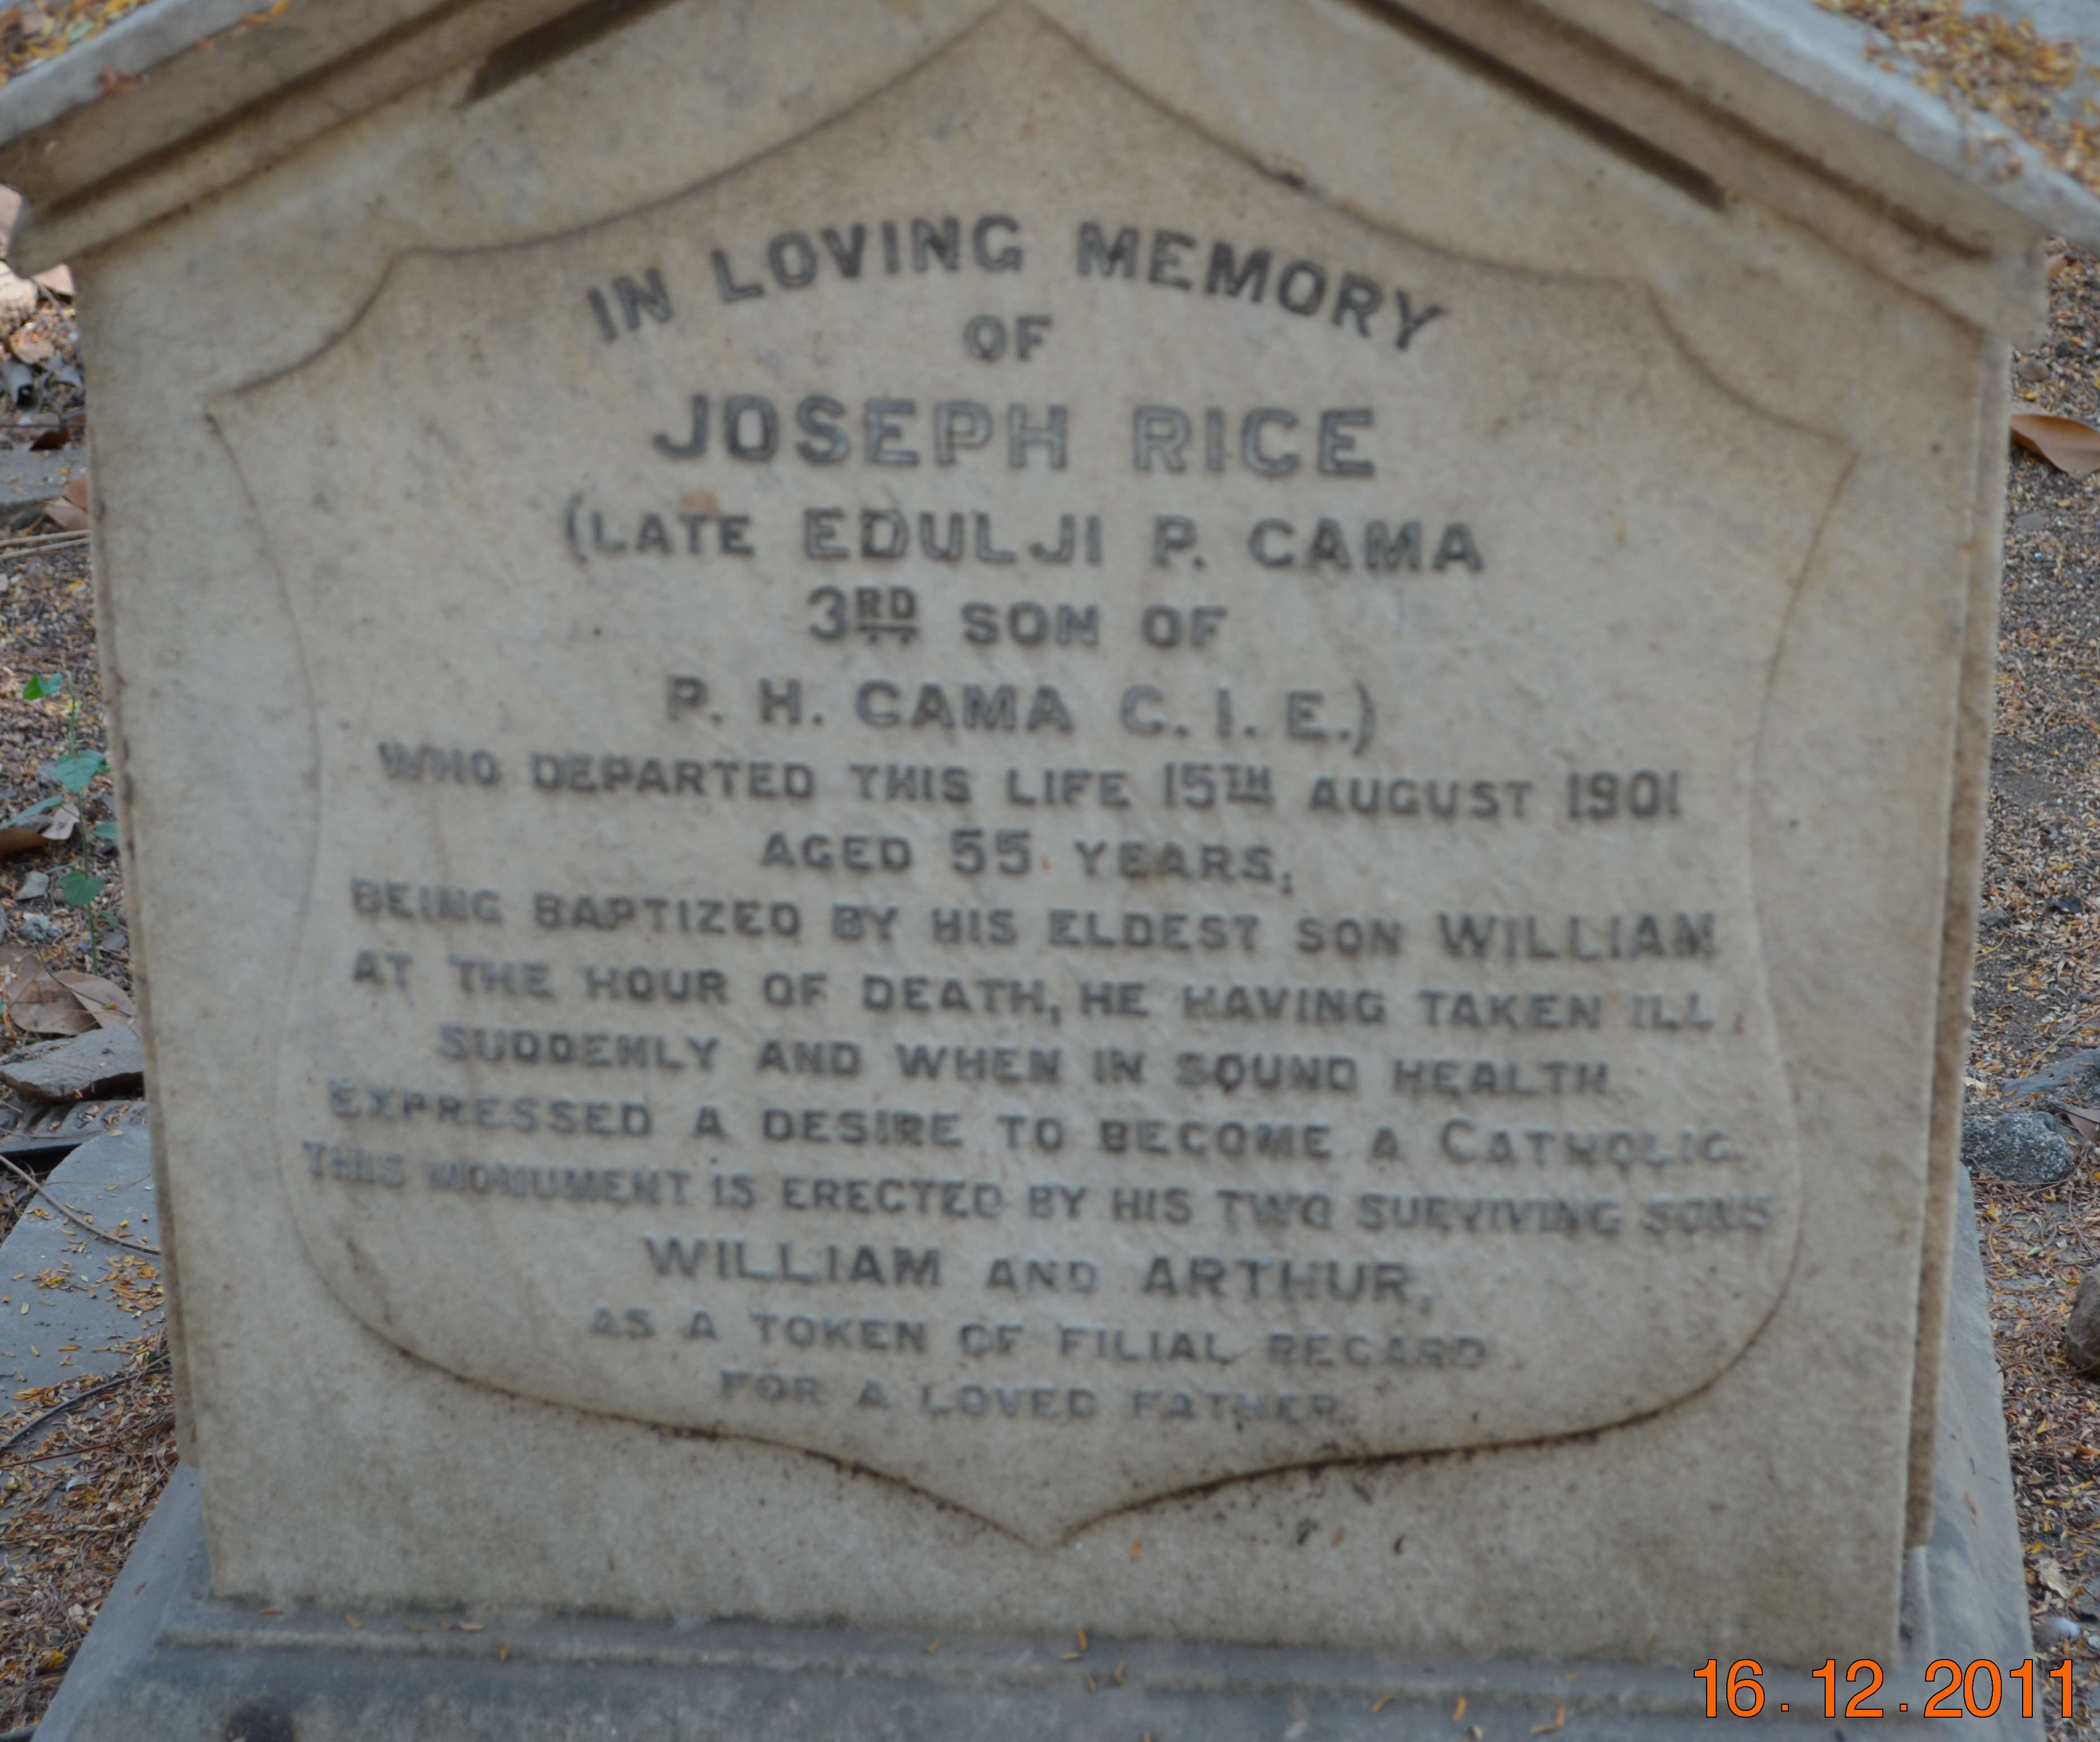 IN LOVING MEMORY
OF
JOSEPH RICE
(LATE EDULJI P. CAMA
3RD SON OF
P. H. CAMA C. I. E.)
WHO DEPARTED THIS LIFE 15TH AUGUST 1901
AGED 55 YEARS,
BEING BAPTIZED BY HIS ELDEST SON WILLIAM
AT THE HOUR OF DEATH, HE HAVING TAKEN ILL
SUDDENLY AND WHEN IN SOUND HEALTH
EXPRESSED A DESIRE TO BECOME A CATHOLIC.
THIS MONUMENT IS ERECTED BY HIS TWO SURVIVING SONS
WILLIAM AND ARTHUR,
AS A TOKEN OF FILIAL REGARD
FOR A LOVED FATHER.
16.12.2011